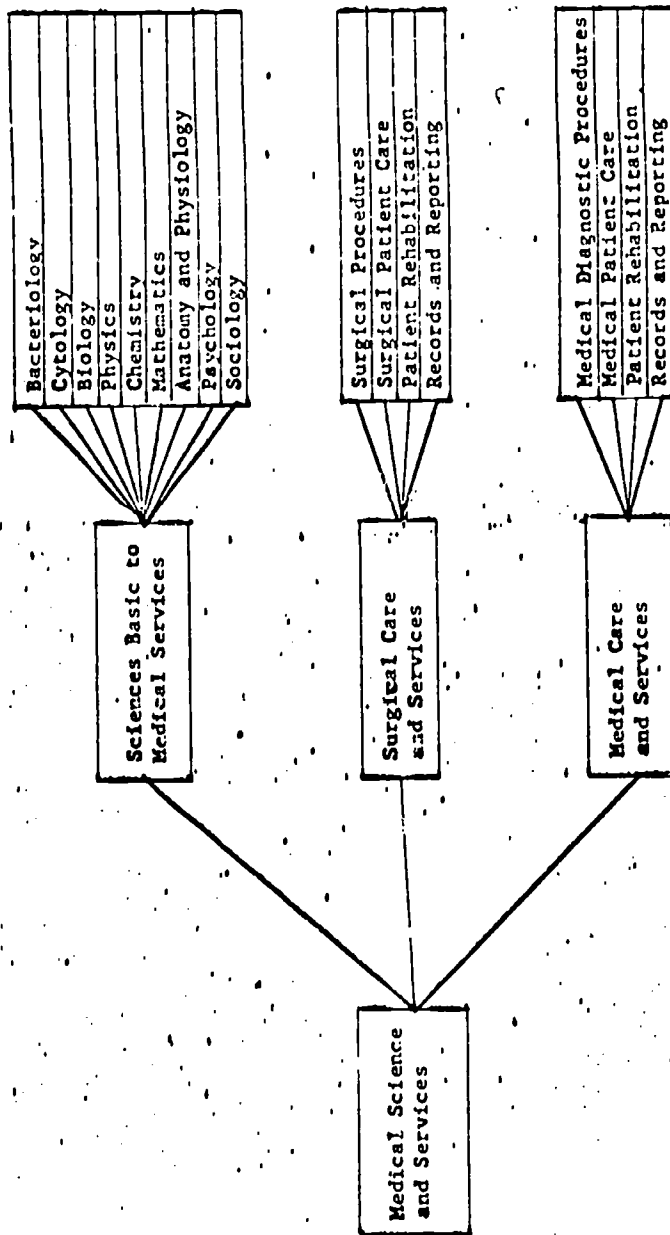 Medical Science
and Services
Sciences Basic to
Medical Services
Bacteriology
Cytology
Biology
Physics
Chemistry
Mathematics
Anatomy and Physiology
Psychology
Sociology
Surgical Care
and Services
Surgical Procedures
Surgical Patient Care
Patient Rehabilitation
Records and Reporting
Medical Care
and Services
Medical Diagnostic Procedures
Medical Patient Care
Patient Rehabilitation
Records and Reporting